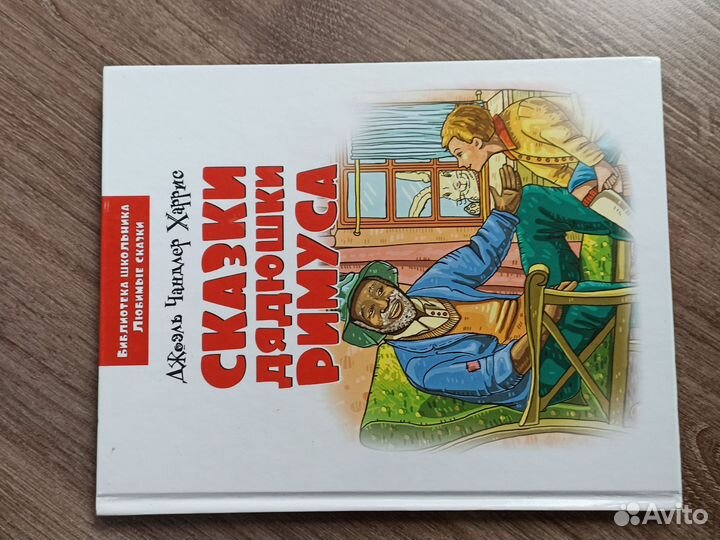 Библиотека школьника
Любимые сказки
Джоэль Чандлер Харрис
СКАЗКИ
ДЯДЮШКИ
РИМУСА
Avito